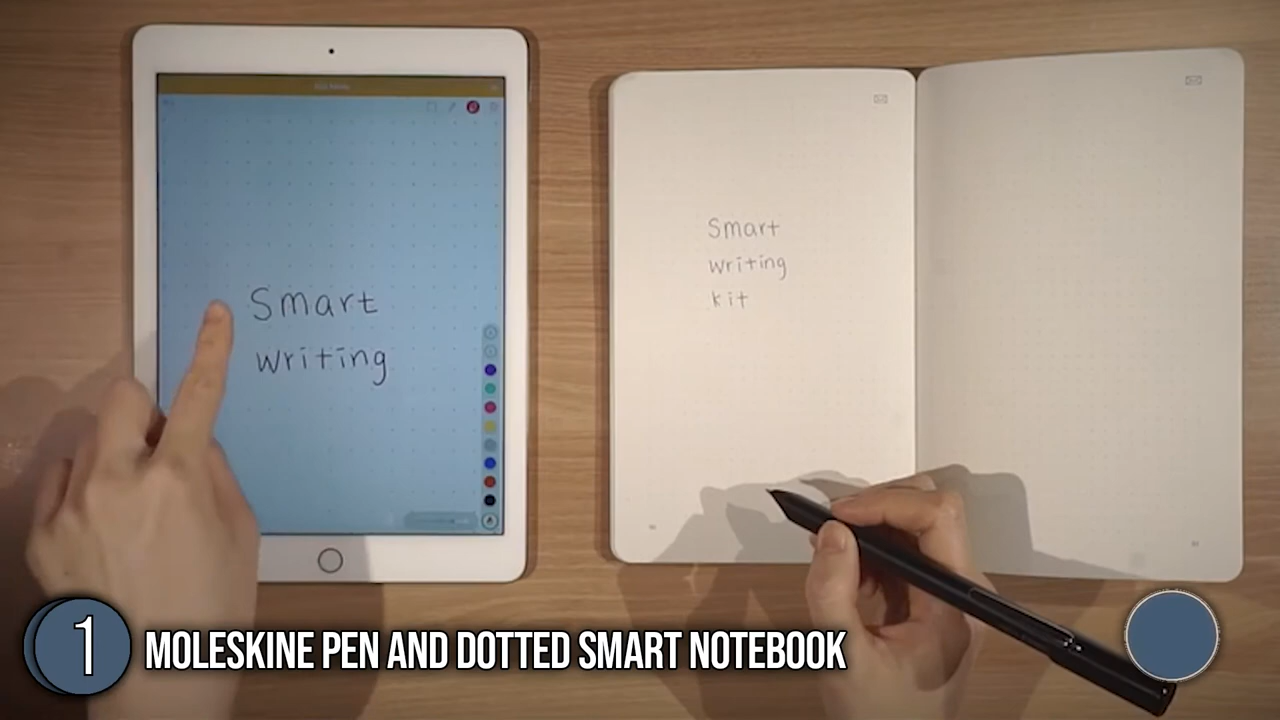 Smart
writing
Smart
writing
kit
1
MOLESKINE PEN AND DOTTED SMART NOTEBOOK